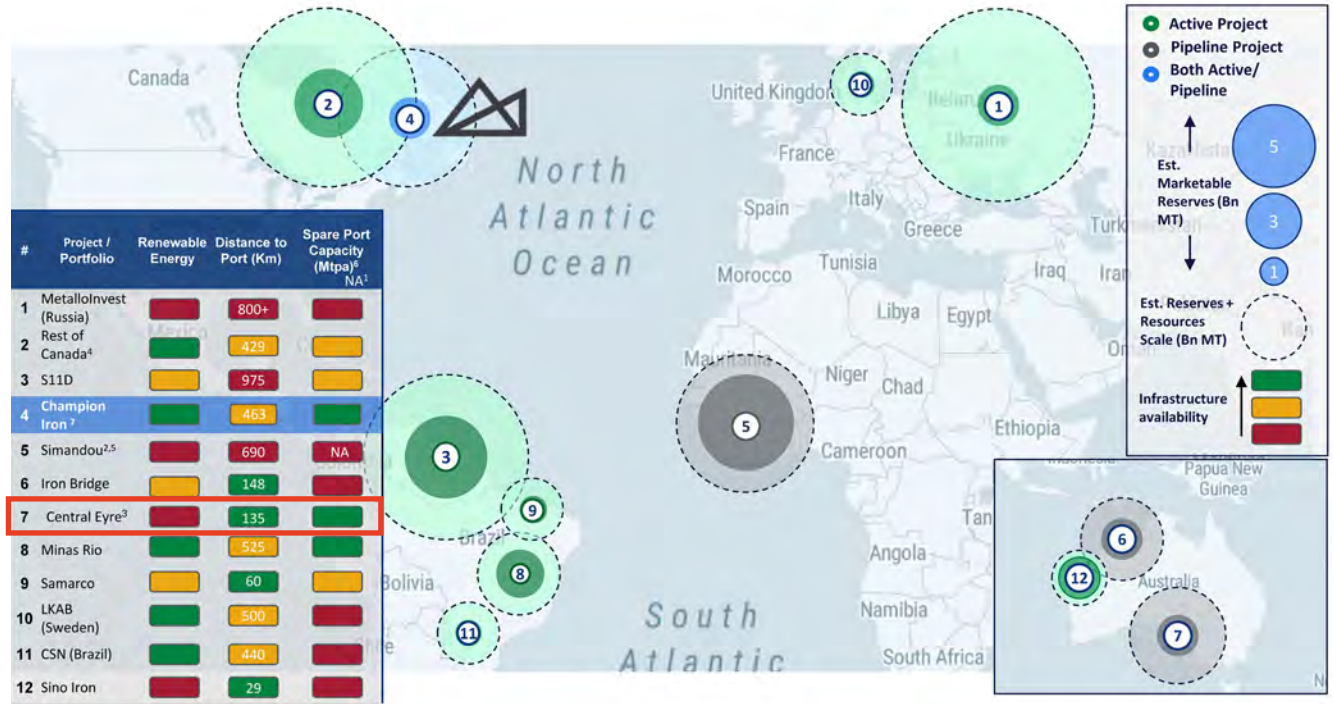 Canada
2
4
North
Atlantic
Ocean
United Kingdom
10
1
Ukraine
France
Italy
Spain
Greece
Morocco
Tunisia
Libya
Egypt
Iraq
Iran
Mauritania
Niger
Chad
Ethiopia
Cameroon
5
3
9
Brazil
8
Bolivia
11
Angola
Namibia
South Africa
South
Atlantic
Active Project
Pipeline Project
Both Active/
Pipeline
Est.
Marketable
Reserves (Bn
MT)
5
3
1
Est. Reserves +
Resources
Scale (Bn MT)
Infrastructure
availability
Papua New
Guinea
6
12
Australia
7
# Project / Portfolio Renewable Energy Distance to Port (Km) Spare Port Capacity (Mtpa)⁶
NA¹
1 MetalloInvest (Russia) 800+
2 Rest of Canada⁴ 429
3 S11D 975
4 Champion Iron ⁷ 463
5 Simandou²,⁵ 690 NA
6 Iron Bridge 148
7 Central Eyre³ 135
8 Minas Rio 525
9 Samarco 60
10 LKAB (Sweden) 500
11 CSN (Brazil) 440
12 Sino Iron 29